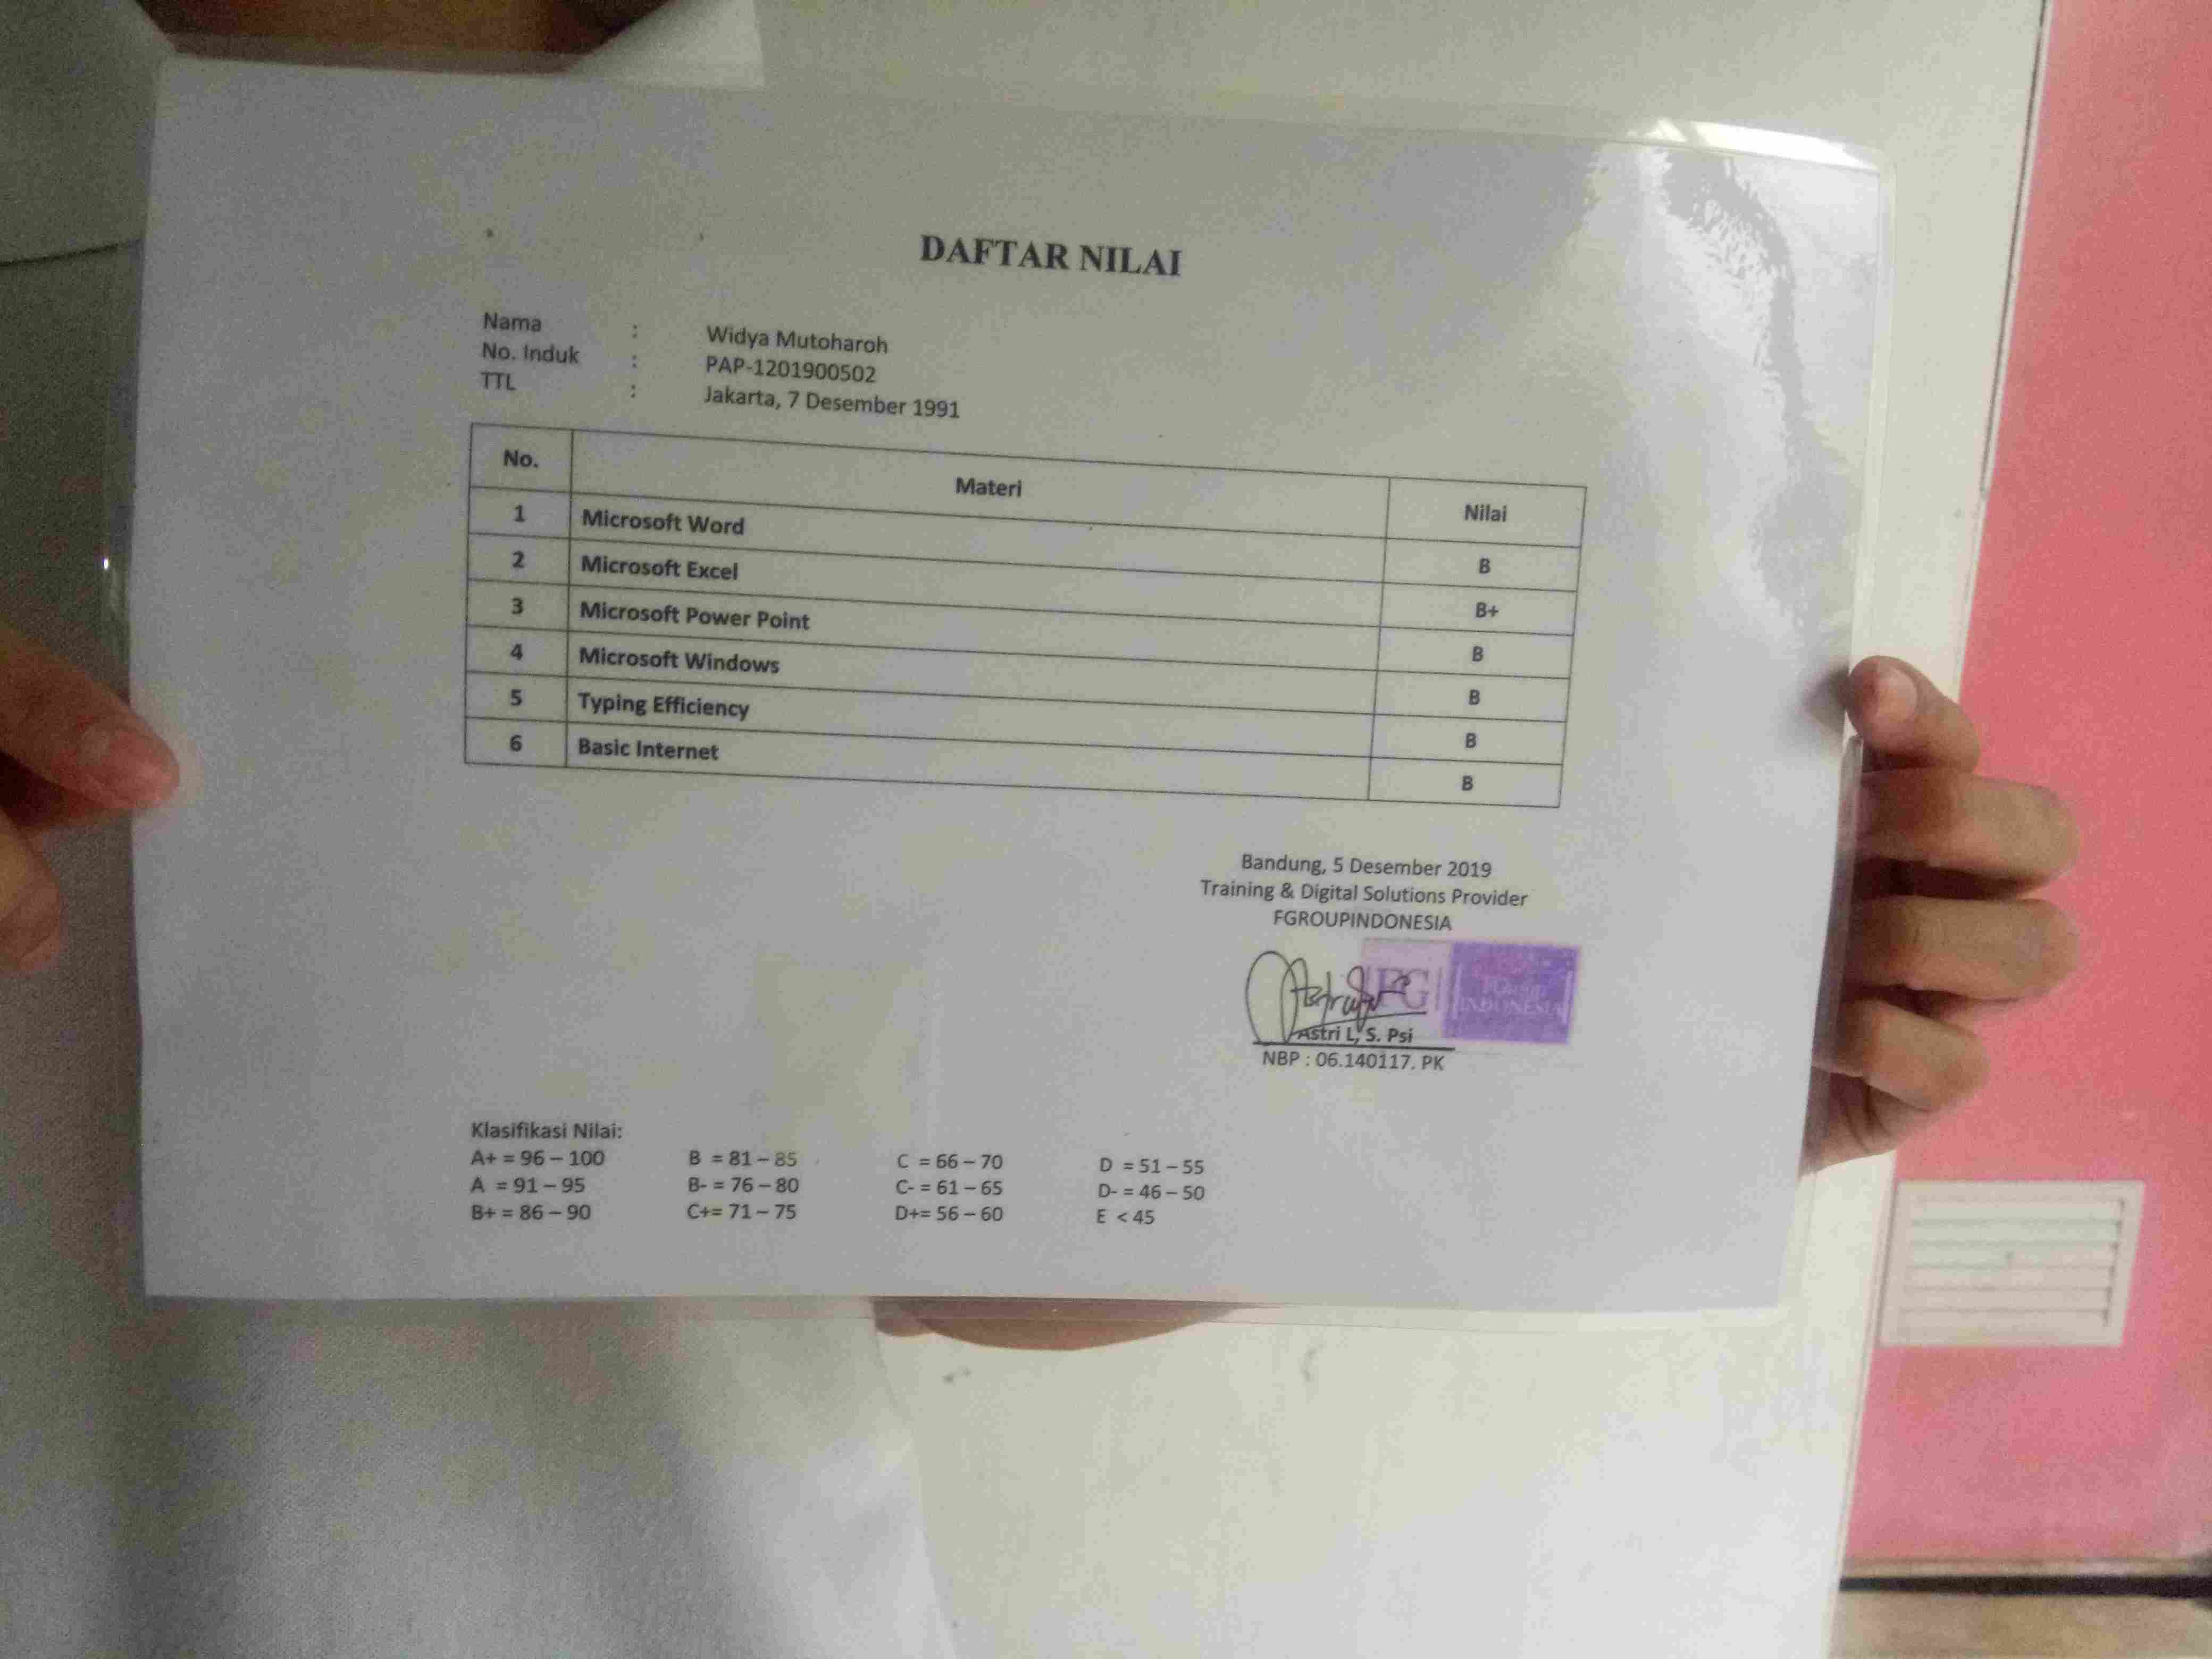 DAFTAR NILAI
Nama : Widya Mutoharoh
No. Induk : PAP-1201900502
TTL : Jakarta, 7 Desember 1991
No. Materi Nilai
1 Microsoft Word B
2 Microsoft Excel B+
3 Microsoft Power Point B
4 Microsoft Windows B
5 Typing Efficiency B
6 Basic Internet B
Bandung, 5 Desember 2019
Training & Digital Solutions Provider
FGROUPINDONESIA
FG
INDONESIA
Astri L, S. Psi
NBP : 06.140117. PK
Klasifikasi Nilai:
A+ = 96 – 100 B = 81 – 85 C = 66 – 70 D = 51 – 55
A = 91 – 95 B- = 76 – 80 C- = 61 – 65 D- = 46 – 50
B+ = 86 – 90 C+= 71 – 75 D+= 56 – 60 E < 45